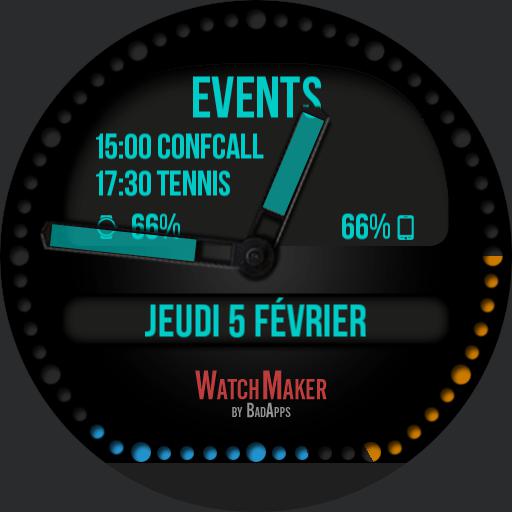 EVENTS
15:00 CONFCALL
17:30 TENNIS
66% 66%
JEUDI 5 FÉVRIER
WATCHMAKER
BY BADAPPS